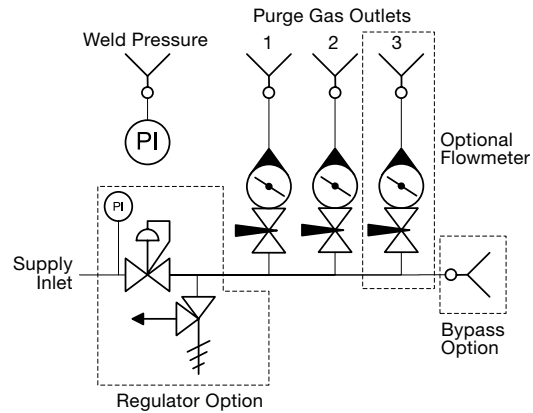 Purge Gas Outlets
Weld Pressure
1
2
3
PI
Optional
Flowmeter
PI
Supply
Inlet
Bypass
Option
Regulator Option